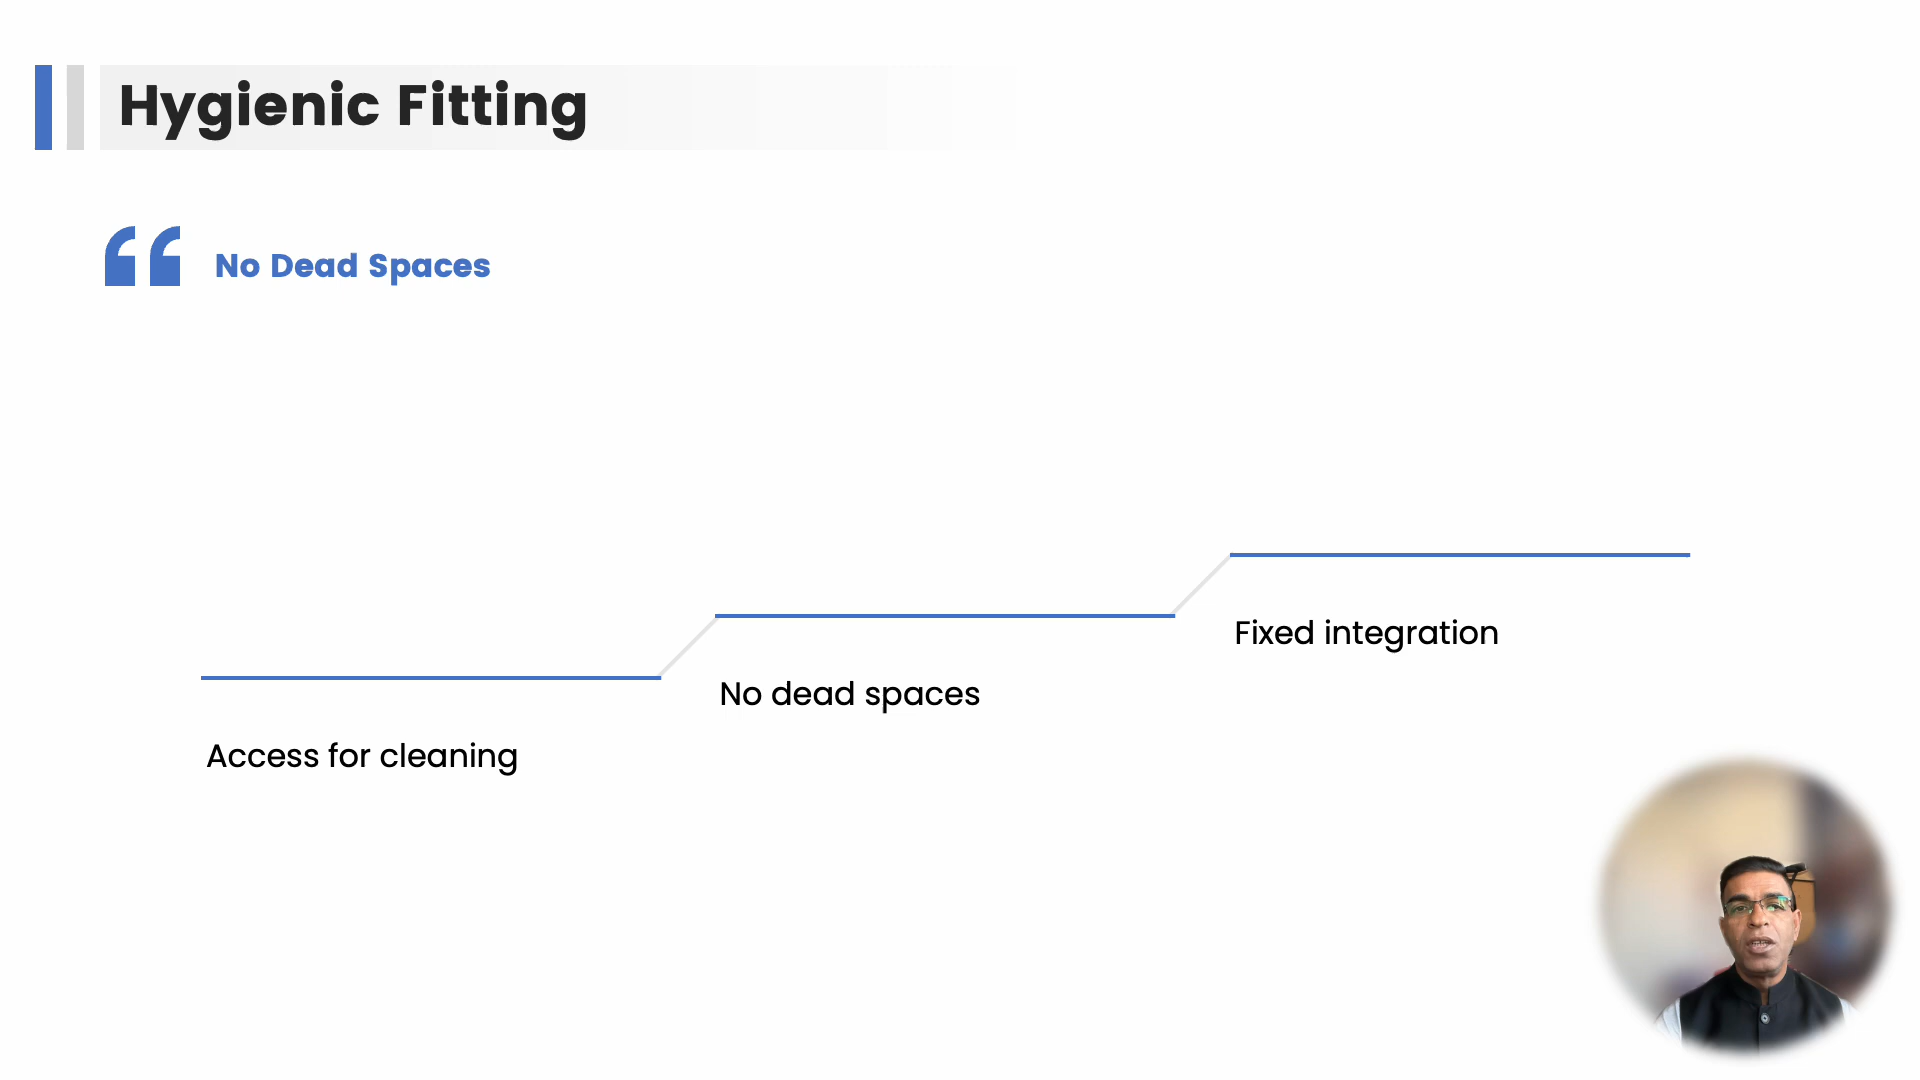 Hygienic Fitting
No Dead Spaces
Access for cleaning
No dead spaces
Fixed integration